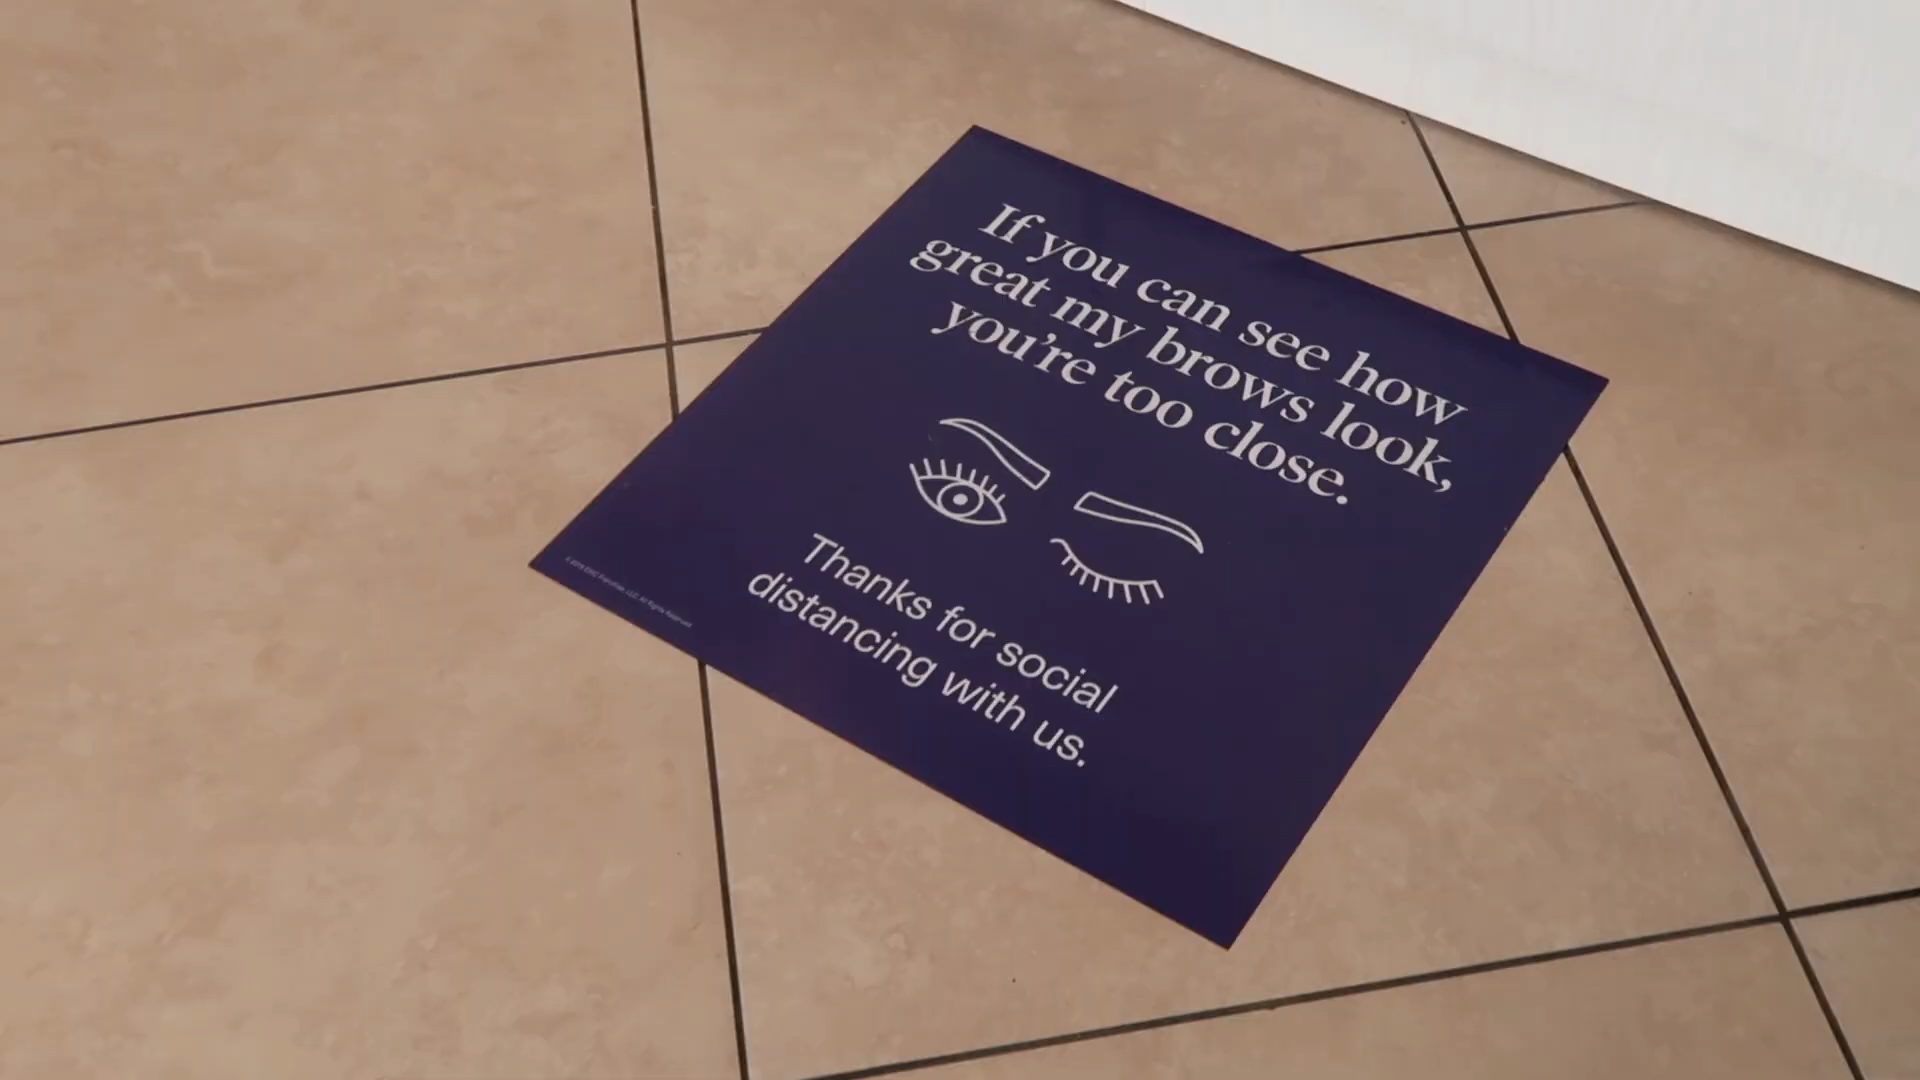 If you can see how
great my brows look,
you're too close.
Thanks for social
distancing with us.